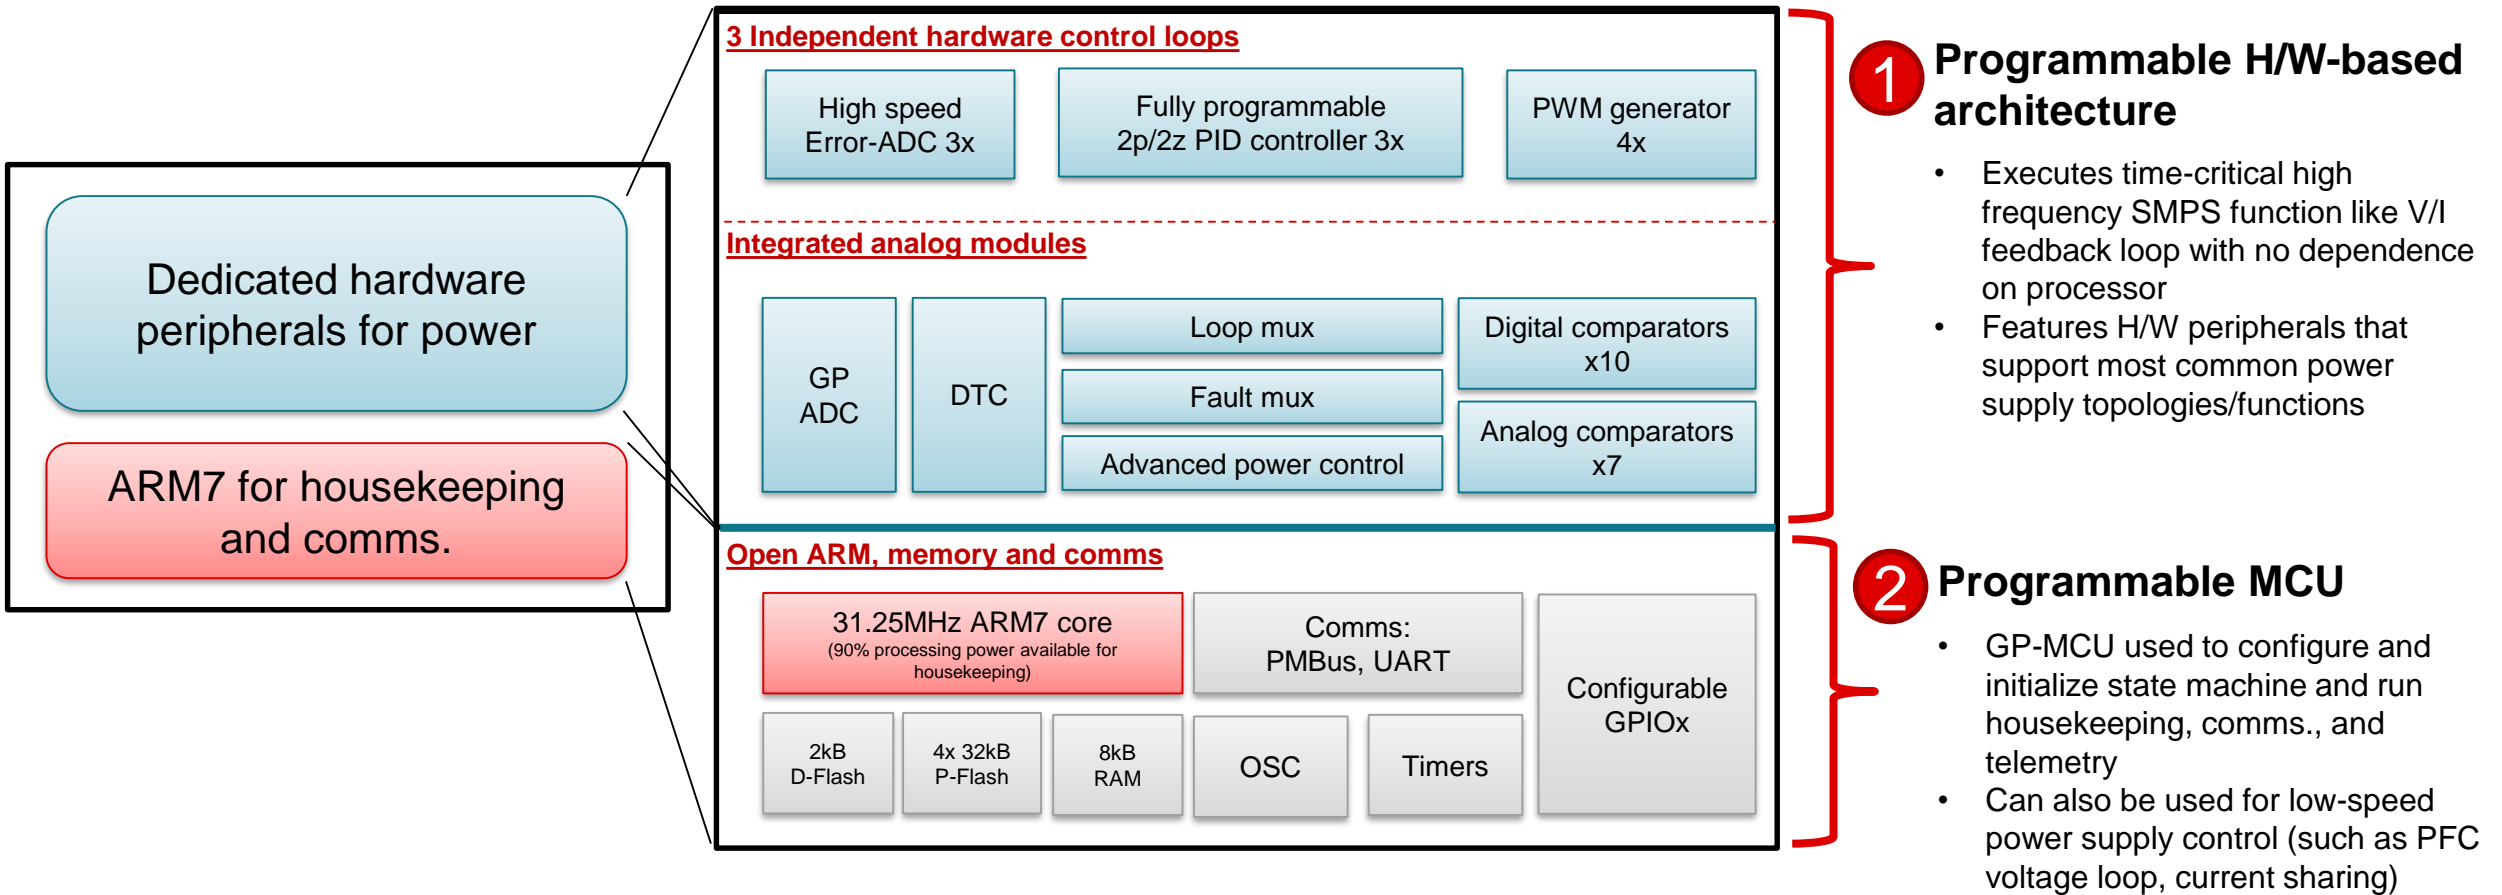 Dedicated hardware
peripherals for power
ARM7 for housekeeping
and comms.
3 Independent hardware control loops
High speed
Error-ADC 3x
Fully programmable
2p/2z PID controller 3x
PWM generator
4x
Integrated analog modules
GP
ADC
DTC
Loop mux
Fault mux
Advanced power control
Digital comparators
x10
Analog comparators
x7
Open ARM, memory and comms
31.25MHz ARM7 core
(90% processing power available for
housekeeping)
Comms:
PMBus, UART
Configurable
GPIOx
2kB
D-Flash
4x 32kB
P-Flash
8kB
RAM
OSC
Timers
1 Programmable H/W-based
architecture
• Executes time-critical high
frequency SMPS function like V/I
feedback loop with no dependence
on processor
• Features H/W peripherals that
support most common power
supply topologies/functions
2 Programmable MCU
• GP-MCU used to configure and
initialize state machine and run
housekeeping, comms., and
telemetry
• Can also be used for low-speed
power supply control (such as PFC
voltage loop, current sharing)